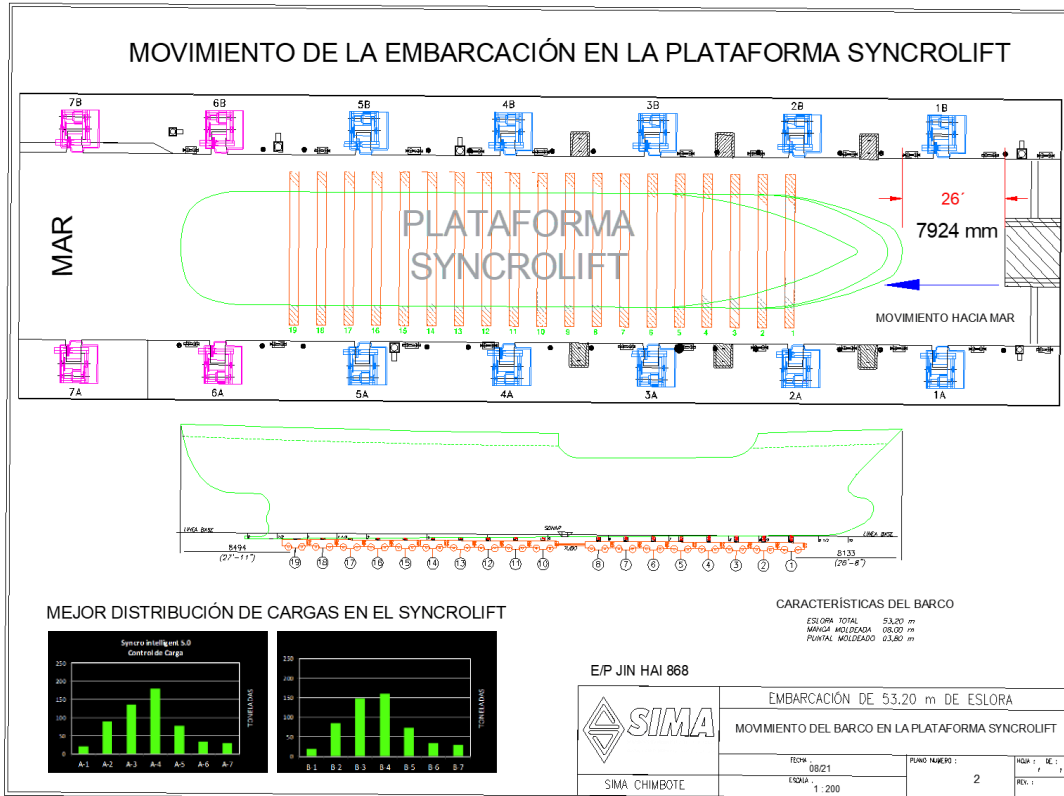 MOVIMIENTO DE LA EMBARCACIÓN EN LA PLATAFORMA SYNCROLIFT
7B 6B 5B 4B 3B 2B 1B
MAR
PLATAFORMA
SYNCROLIFT
26´
7924 mm
MOVIMIENTO HACIA MAR
19 18 17 16 15 14 13 12 11 10 9 8 7 6 5 4 3 2 1
7A 6A 5A 4A 3A 2A 1A
LINEA BASE
SONAR
LINEA BASE
8494
(27'-11")
TUBO
8133
(26'-8")
19 18 17 16 15 14 13 12 11 10 8 7 6 5 4 3 2 1
MEJOR DISTRIBUCIÓN DE CARGAS EN EL SYNCROLIFT
Syncro intelligent 5.0
Control de Carga
250
200
150
100
50
0
TONELADAS
A-1 A-2 A-3 A-4 A-5 A-6 A-7
250
200
150
100
50
0
TONELADAS
B-1 B-2 B-3 B-4 B-5 B-6 B-7
CARACTERÍSTICAS DEL BARCO
ESLORA TOTAL 53,20 m
MANGA MOLDEADA 08.00 m
PUNTAL MOLDEADO 03,80 m
E/P JIN HAI 868
SIMA
SIMA CHIMBOTE
EMBARCACIÓN DE 53.20 m DE ESLORA
MOVIMIENTO DEL BARCO EN LA PLATAFORMA SYNCROLIFT
FECHA :
08/21
ESCALA :
1 : 200
PLANO NUMERO :
2
HOJA : DE :
1 1
REV. :